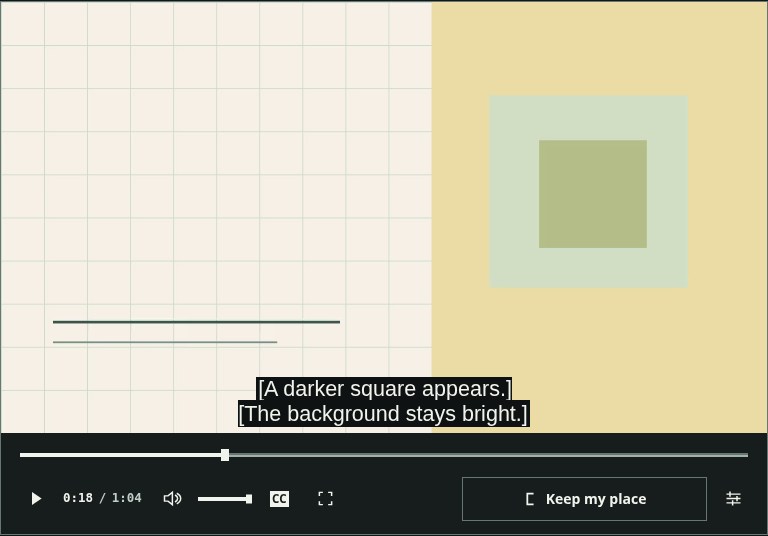 [A darker square appears.]
[The background stays bright.]
0:18 / 1:04
CC
Keep my place